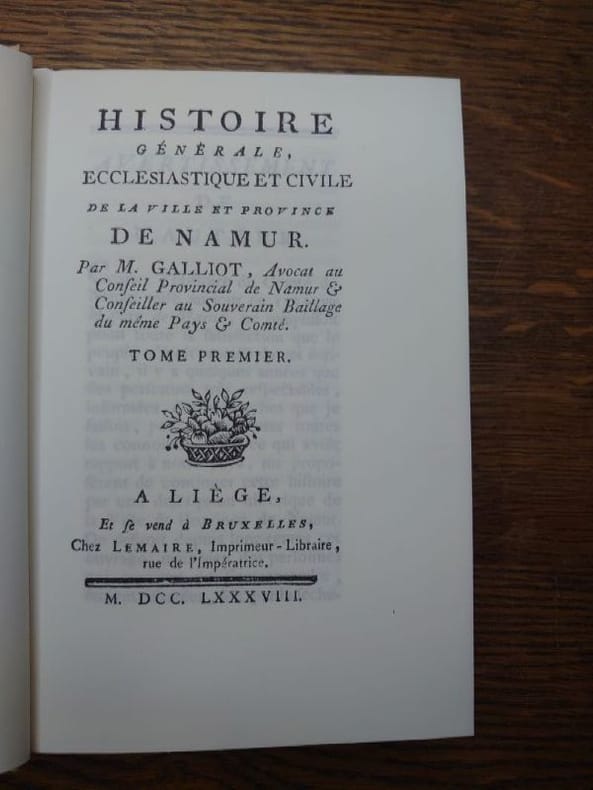 HISTOIRE
GÉNÉRALE,
ECCLESIASTIQUE ET CIVILE
DE LA VILLE ET PROVINCE
DE NAMUR.
Par M. GALLIOT, Avocat au
Conſeil Provincial de Namur &
Conſeiller au Souverain Baillage
du même Pays & Comté.
TOME PREMIER.
A LIÈGE,
Et ſe vend à BRUXELLES,
Chez LEMAIRE, Imprimeur-Libraire,
rue de l'Impératrice.
M. DCC. LXXXVIII.